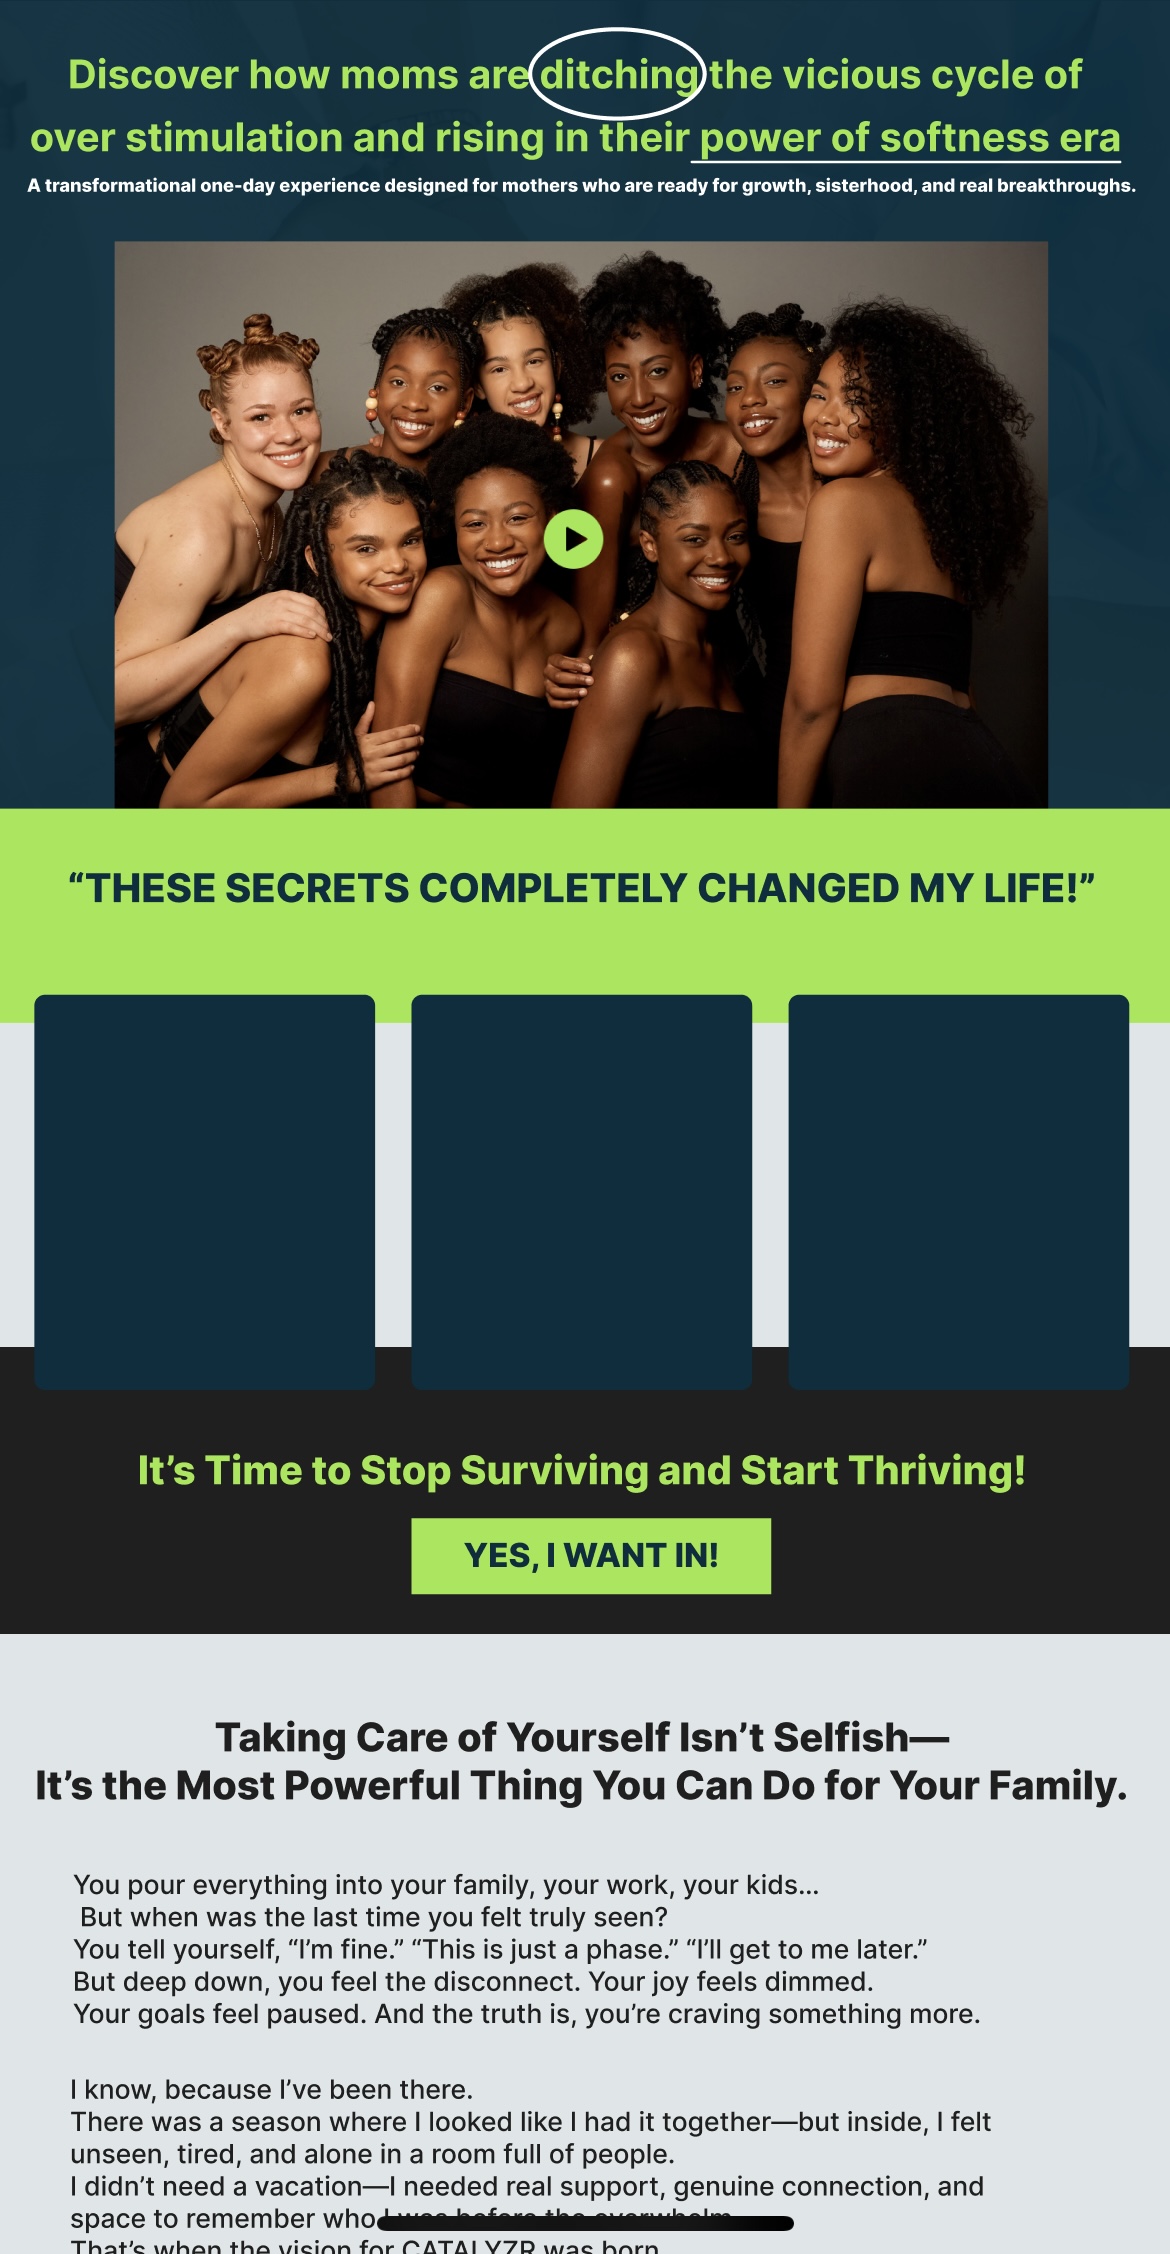 Discover how moms are ditching the vicious cycle of
over stimulation and rising in their power of softness era
A transformational one-day experience designed for mothers who are ready for growth, sisterhood, and real breakthroughs.
“THESE SECRETS COMPLETELY CHANGED MY LIFE!”
It’s Time to Stop Surviving and Start Thriving!
YES, I WANT IN!
Taking Care of Yourself Isn’t Selfish—
It’s the Most Powerful Thing You Can Do for Your Family.
You pour everything into your family, your work, your kids...
But when was the last time you felt truly seen?
You tell yourself, “I’m fine.” “This is just a phase.” “I’ll get to me later.”
But deep down, you feel the disconnect. Your joy feels dimmed.
Your goals feel paused. And the truth is, you’re craving something more.
I know, because I’ve been there.
There was a season where I looked like I had it together—but inside, I felt
unseen, tired, and alone in a room full of people.
I didn’t need a vacation—I needed real support, genuine connection, and
space to remember who I was before the overwhelm.
That’s when the vision for CATALYZR was born.